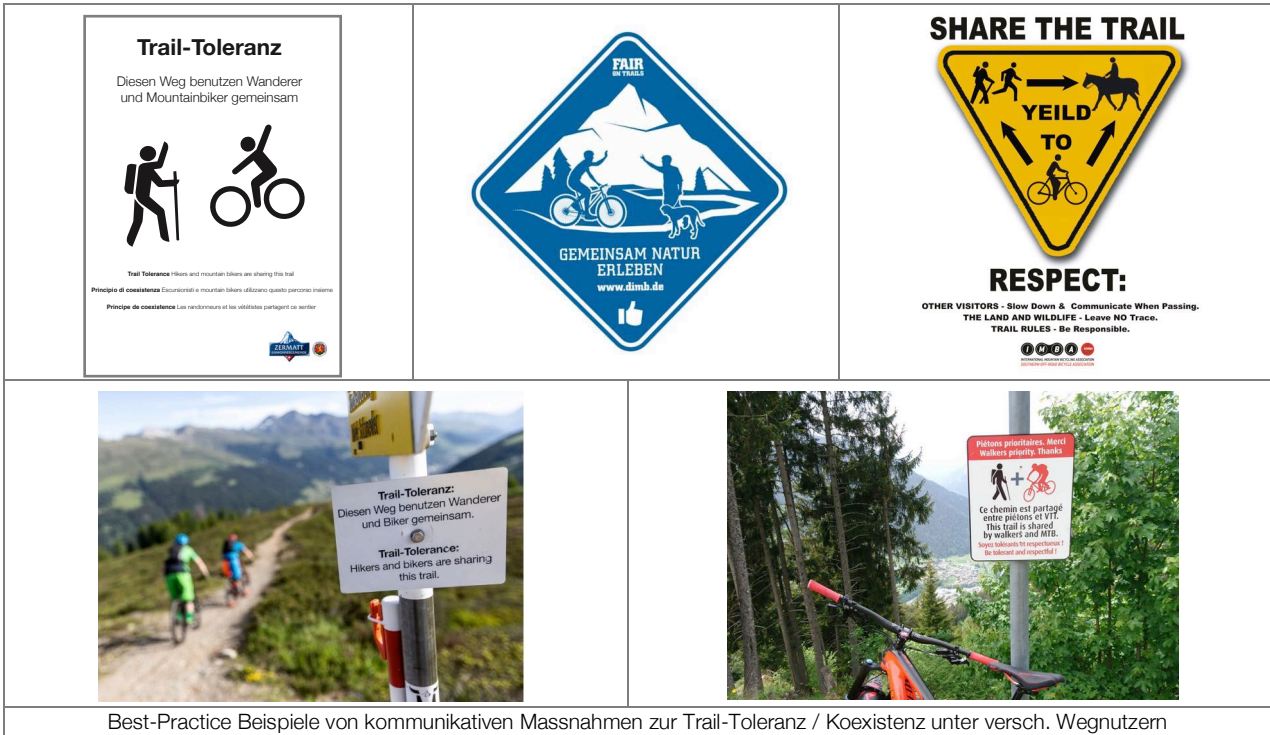 Trail-Toleranz
Diesen Weg benutzen Wanderer
und Mountainbiker gemeinsam
Trail Tolerance Hikers and mountain bikers are sharing this trail
Principio di coesistenza Escursionisti e mountain bikers utilizzano questo percorso insieme
Principe de coexistence Les randonneurs et les vététistes partagent ce sentier
ZERMATT
FAIR
ON TRAILS
GEMEINSAM NATUR
ERLEBEN
www.dimb.de
SHARE THE TRAIL
YEILD
TO
RESPECT:
OTHER VISITORS - Slow Down & Communicate When Passing.
THE LAND AND WILDLIFE - Leave NO Trace.
TRAIL RULES - Be Responsible.
IMBA
INTERNATIONAL MOUNTAIN BICYCLING ASSOCIATION
SOUTHERN OFF-ROAD BICYCLE ASSOCIATION
Trail-Toleranz:
Diesen Weg benutzen Wanderer
und Biker gemeinsam.
Trail-Tolerance:
Hikers and bikers are sharing
this trail.
Piétons prioritaires. Merci
Walkers priority. Thanks
Ce chemin est partagé
entre piétons et VTT.
This trail is shared
by walkers and MTB.
Soyez tolérants et respectueux !
Be tolerant and respectful !
Best-Practice Beispiele von kommunikativen Massnahmen zur Trail-Toleranz / Koexistenz unter versch. Wegnutzern